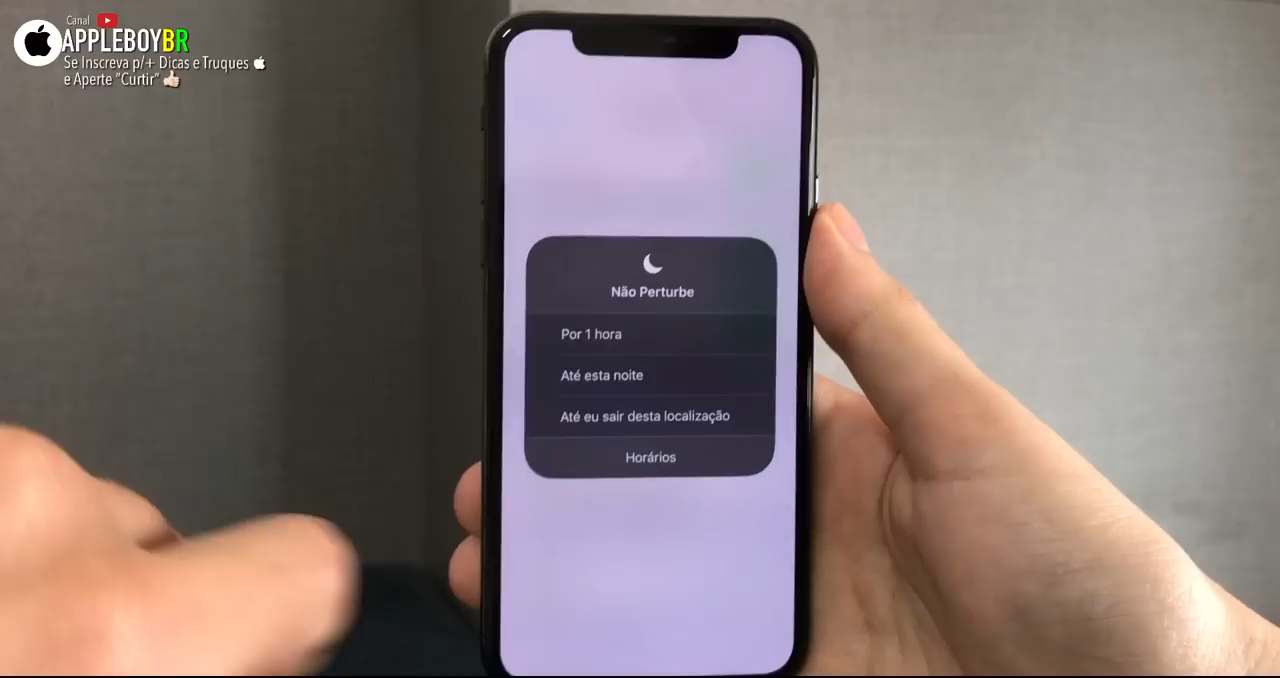 Canal
APPLEBOYBR
Se Inscreva p/+ Dicas e Truques
e Aperte "Curtir"
Não Perturbe
Por 1 hora
Até esta noite
Até eu sair desta localização
Horários